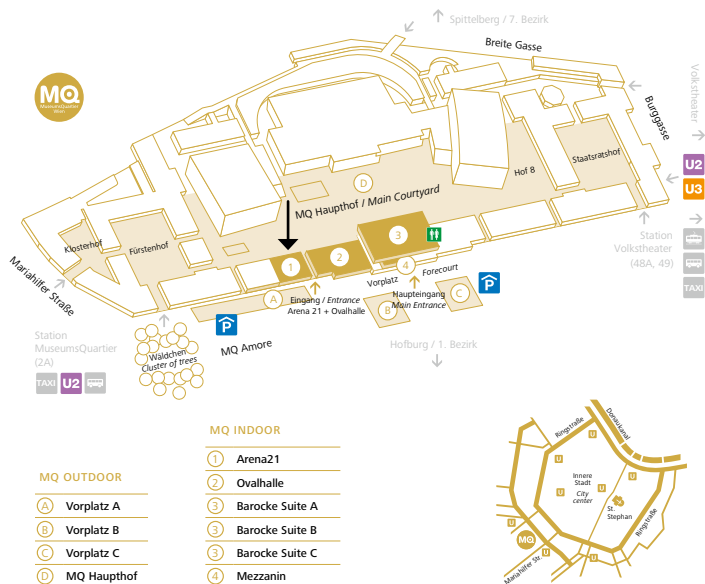 Spittelberg / 7. Bezirk
Breite Gasse
MQ
MuseumsQuartier
Wien
Volkstheater
Burggasse
U2
U3
Staatsratshof
Hof 8
D
MQ Haupthof / Main Courtyard
Klosterhof
Fürstenhof
Mariahilfer Straße
3
2
1
4
Vorplatz Forecourt
Station
Volkstheater
(48A, 49)
TAXI
A
Eingang / Entrance
Arena 21 + Ovalhalle
Haupteingang
Main Entrance
B
C
P
P
MQ Amore
Hofburg / 1. Bezirk
Station
MuseumsQuartier
(2A)
TAXI
U2
Wäldchen
Cluster of trees
MQ OUTDOOR
A Vorplatz A
B Vorplatz B
C Vorplatz C
D MQ Haupthof
MQ INDOOR
1 Arena21
2 Ovalhalle
3 Barocke Suite A
3 Barocke Suite B
3 Barocke Suite C
4 Mezzanin
Ringstraße
Donaukanal
U
U
U
U
U
U
U
U
Innere
Stadt
City
center
St.
Stephan
Ringstraße
MQ
Mariahilfer Str.